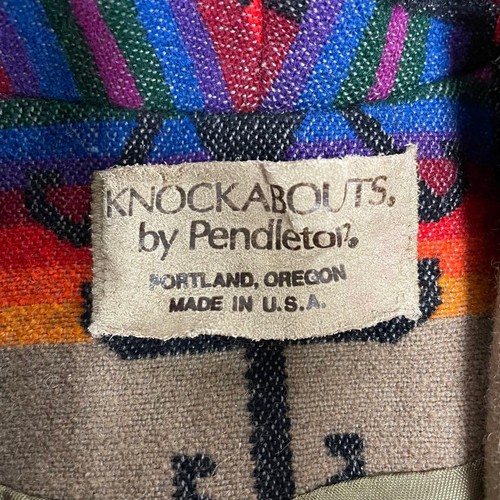 KNOCKABOUTS®
by Pendleton®
PORTLAND, OREGON
MADE IN U.S.A.